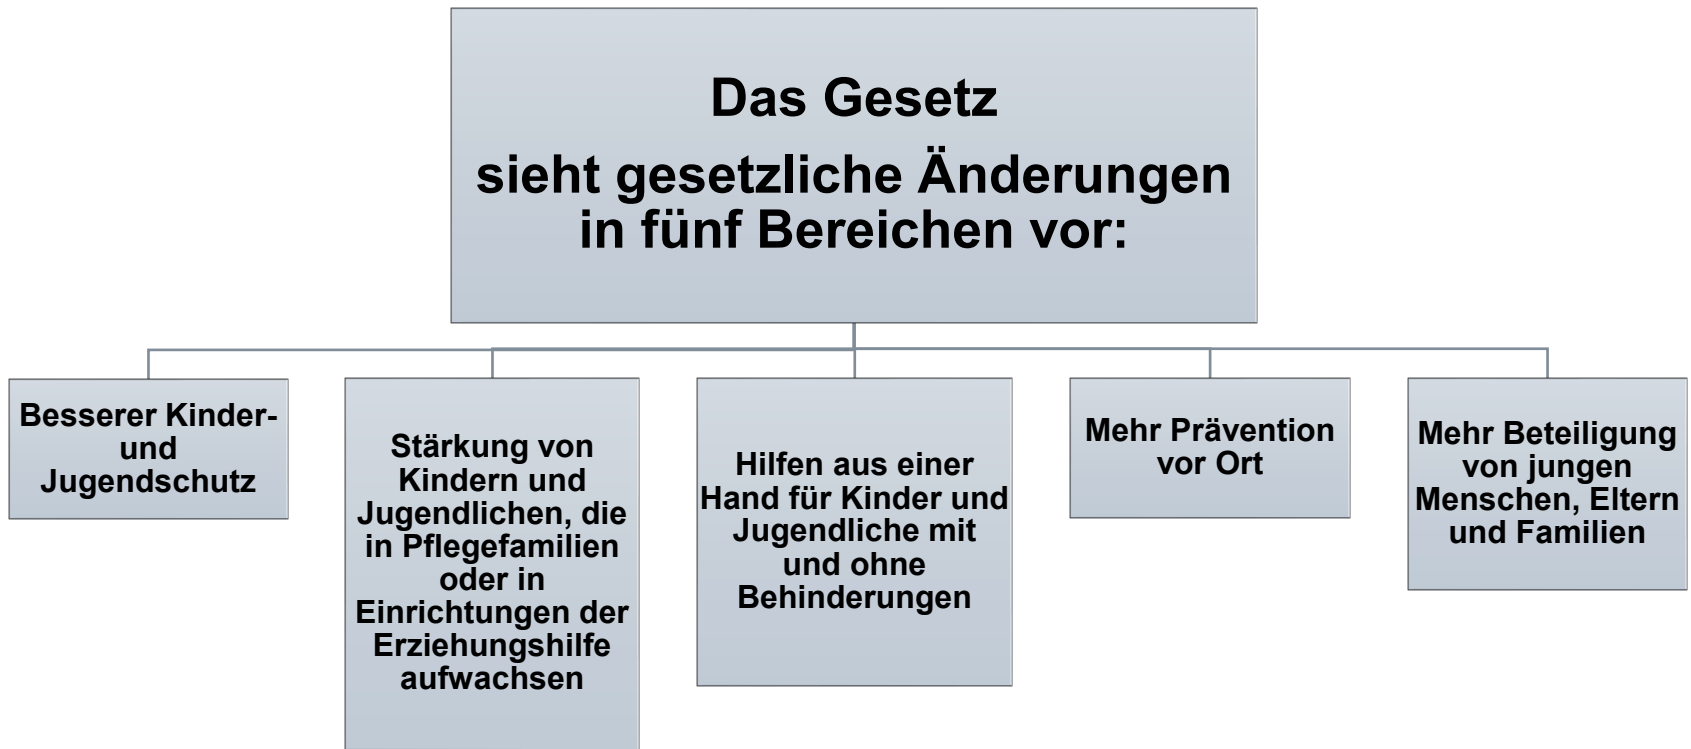 Das Gesetz
sieht gesetzliche Änderungen
in fünf Bereichen vor:
Besserer Kinder-
und
Jugendschutz
Stärkung von
Kindern und
Jugendlichen, die
in Pflegefamilien
oder in
Einrichtungen der
Erziehungshilfe
aufwachsen
Hilfen aus einer
Hand für Kinder und
Jugendliche mit
und ohne
Behinderungen
Mehr Prävention
vor Ort
Mehr Beteiligung
von jungen
Menschen, Eltern
und Familien